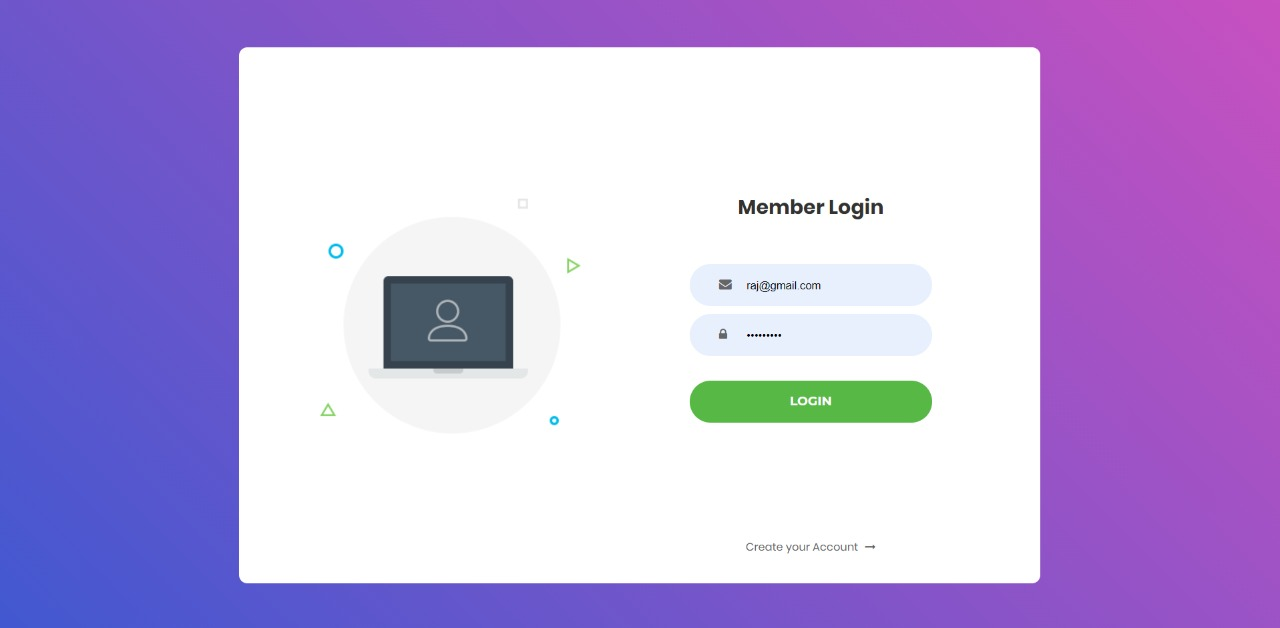 Member Login
raj@gmail.com
•••••••••
LOGIN
Create your Account →